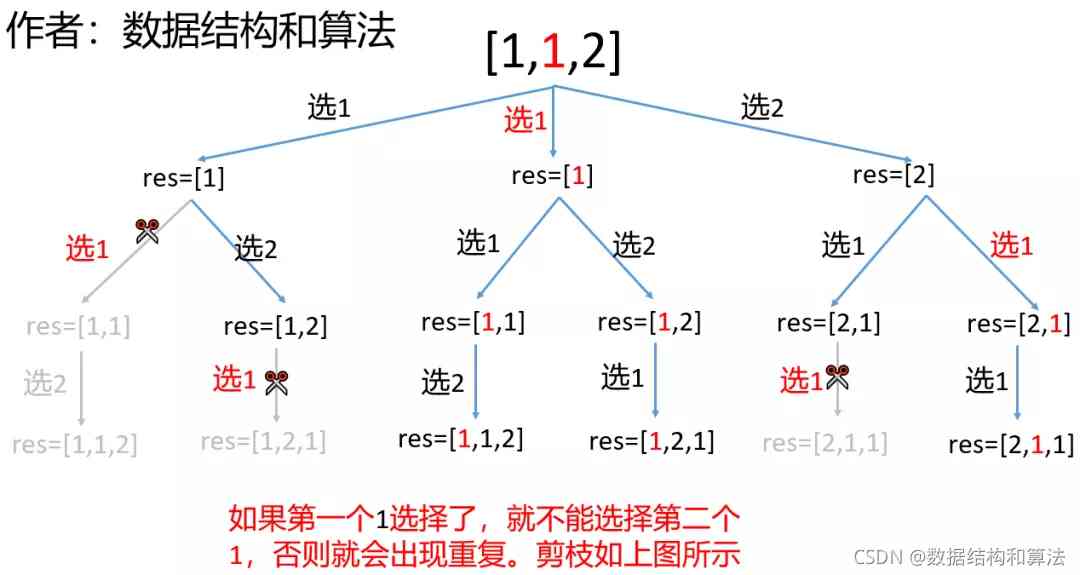 作者：数据结构和算法
[1,1,2]
选1
选1
选2
res=[1]
res=[1]
res=[2]
选1
选2
选1
选2
选1
选1
res=[1,1]
res=[1,2]
res=[1,1]
res=[1,2]
res=[2,1]
res=[2,1]
选2
选1
选2
选1
选1
选1
res=[1,1,2]
res=[1,2,1]
res=[1,1,2]
res=[1,2,1]
res=[2,1,1]
res=[2,1,1]
如果第一个1选择了，就不能选择第二个
1，否则就会出现重复。剪枝如上图所示
CSDN @数据结构和算法